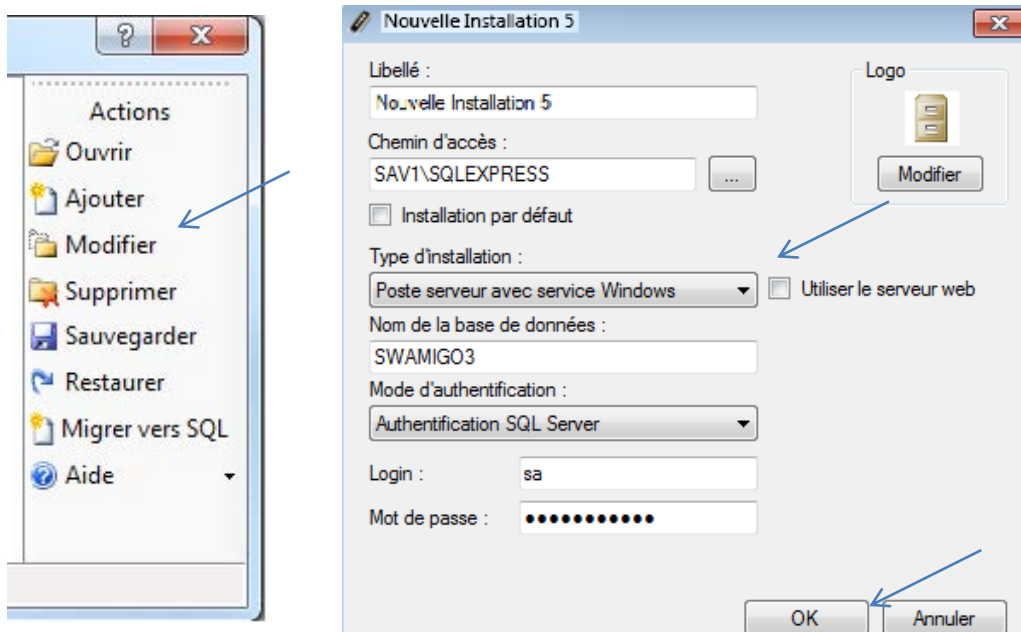 Actions
Ouvrir
Ajouter
Modifier
Supprimer
Sauvegarder
Restaurer
Migrer vers SQL
Aide
Nouvelle Installation 5
Libellé :
Logo
Nouvelle Installation 5
Chemin d'accès :
SAV1\SQLEXPRESS
...
Modifier
Installation par défaut
Type d'installation :
Poste serveur avec service Windows
Utiliser le serveur web
Nom de la base de données :
SWAMIGO3
Mode d'authentification :
Authentification SQL Server
Login :
sa
Mot de passe :
●●●●●●●●●●●
OK
Annuler